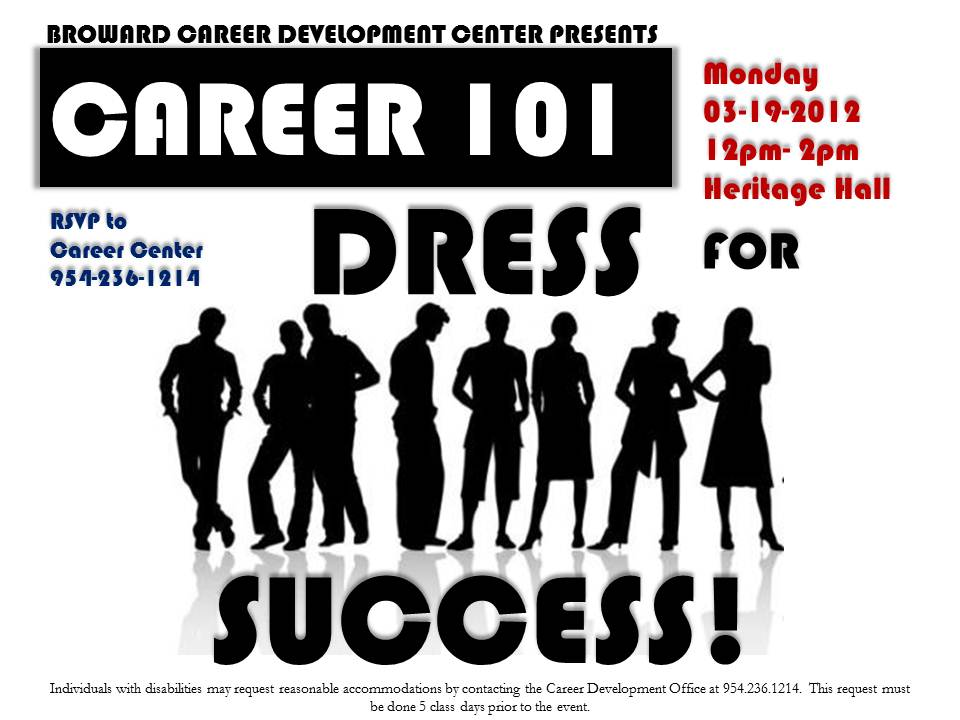 BROWARD CAREER DEVELOPMENT CENTER PRESENTS
CAREER 101
Monday
03-19-2012
12pm- 2pm
Heritage Hall
RSVP to
Career Center
954-236-1214
DRESS
FOR
SUCCESS!
Individuals with disabilities may request reasonable accommodations by contacting the Career Development Office at 954.236.1214. This request must
be done 5 class days prior to the event.